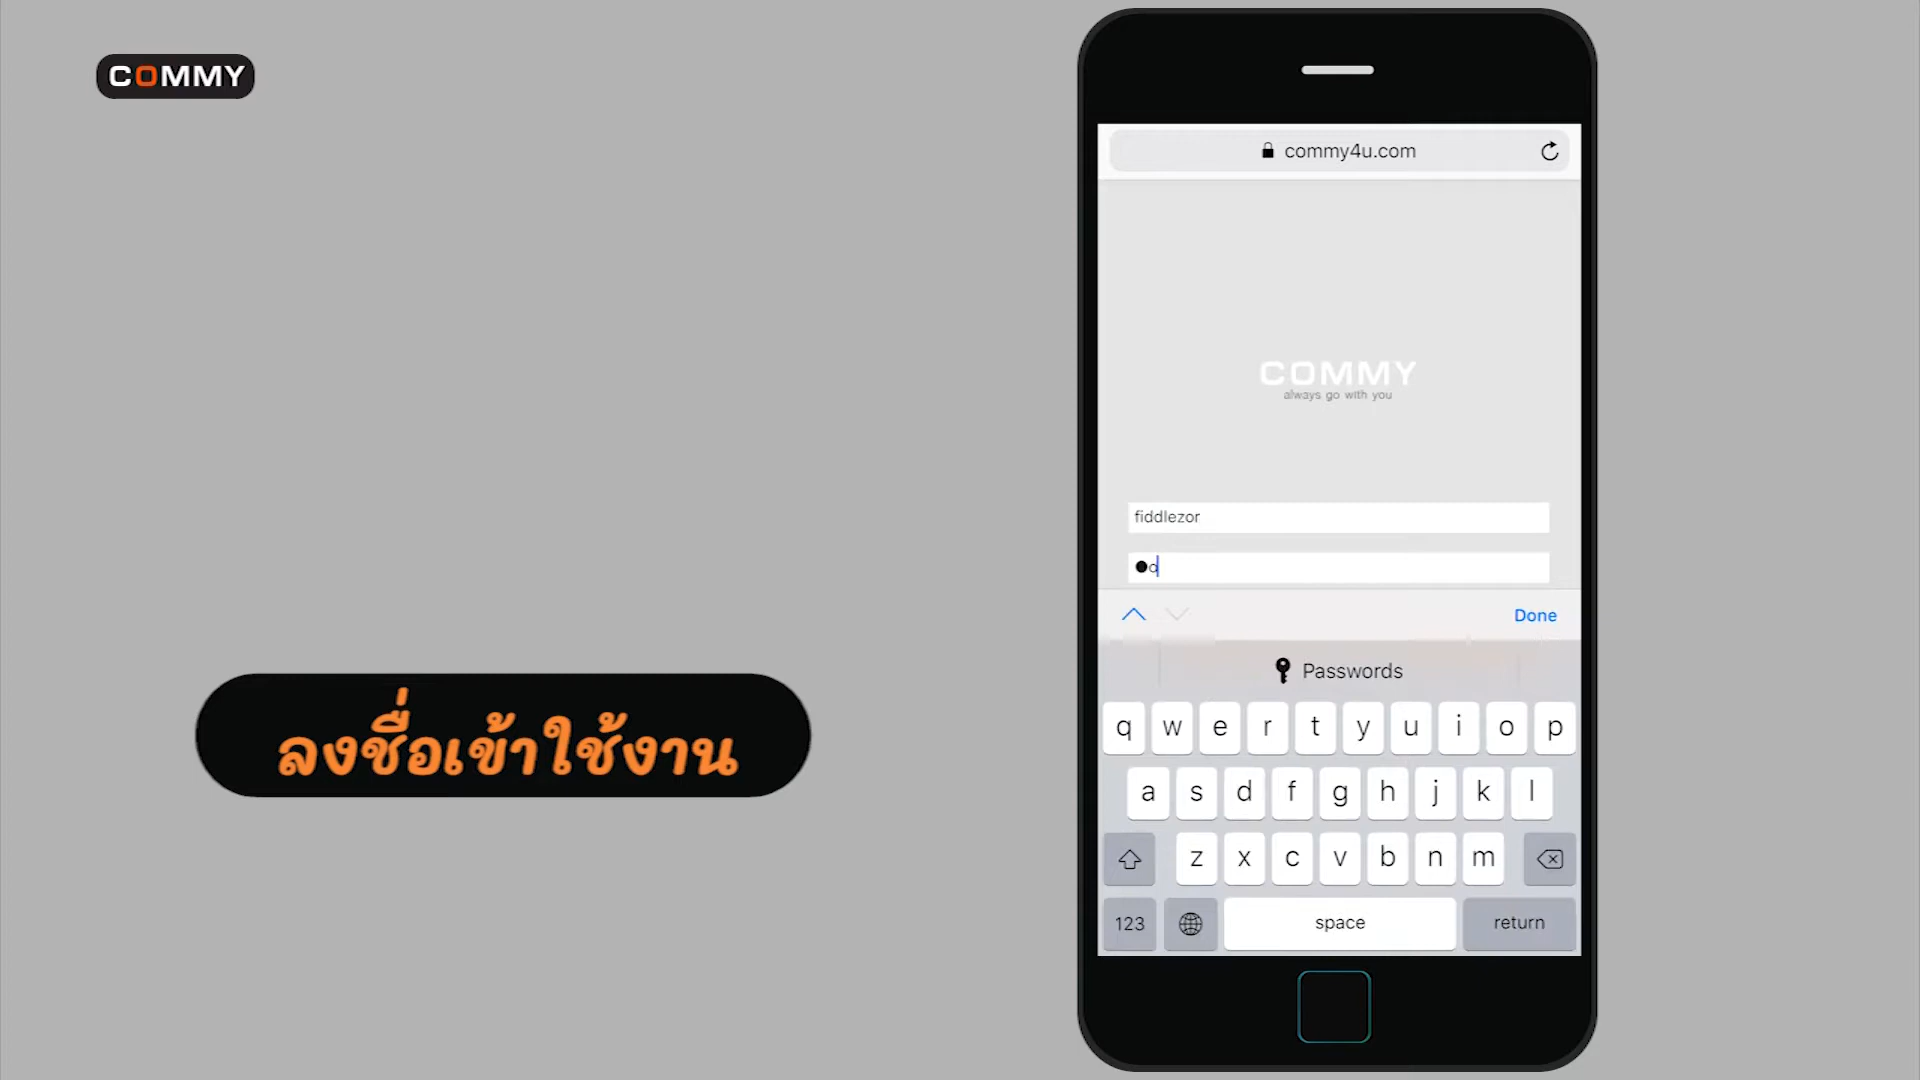 COMMY
commy4u.com
COMMY
always go with you
fiddlezor
Done
Passwords
ลงชื่อเข้าใช้งาน
q w e r t y u i o p
a s d f g h j k l
z x c v b n m
123 space return